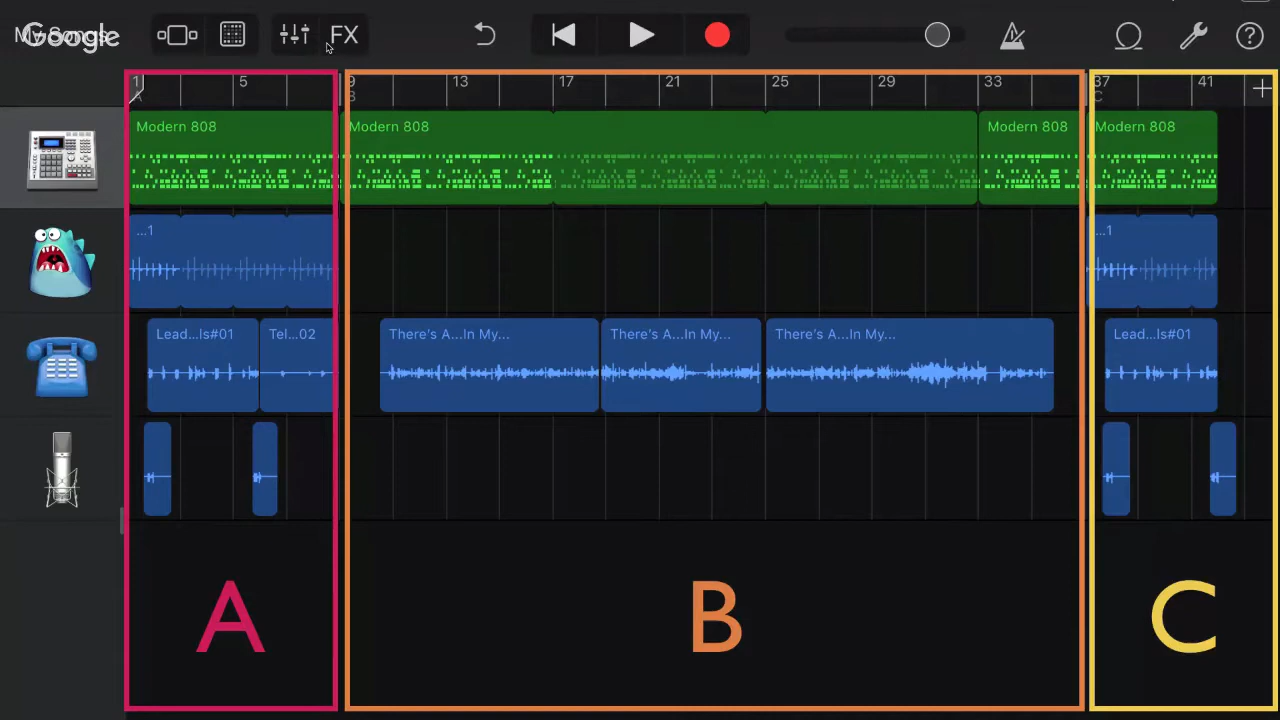 My Songs
Google
FX
1 5 9 13 17 21 25 29 33 37 41
A B C
Modern 808 Modern 808 Modern 808 Modern 808
...1 ...1
Lead...ls#01 Tel...02 There's A...In My... There's A...In My... There's A...In My... Lead...ls#01
A B C